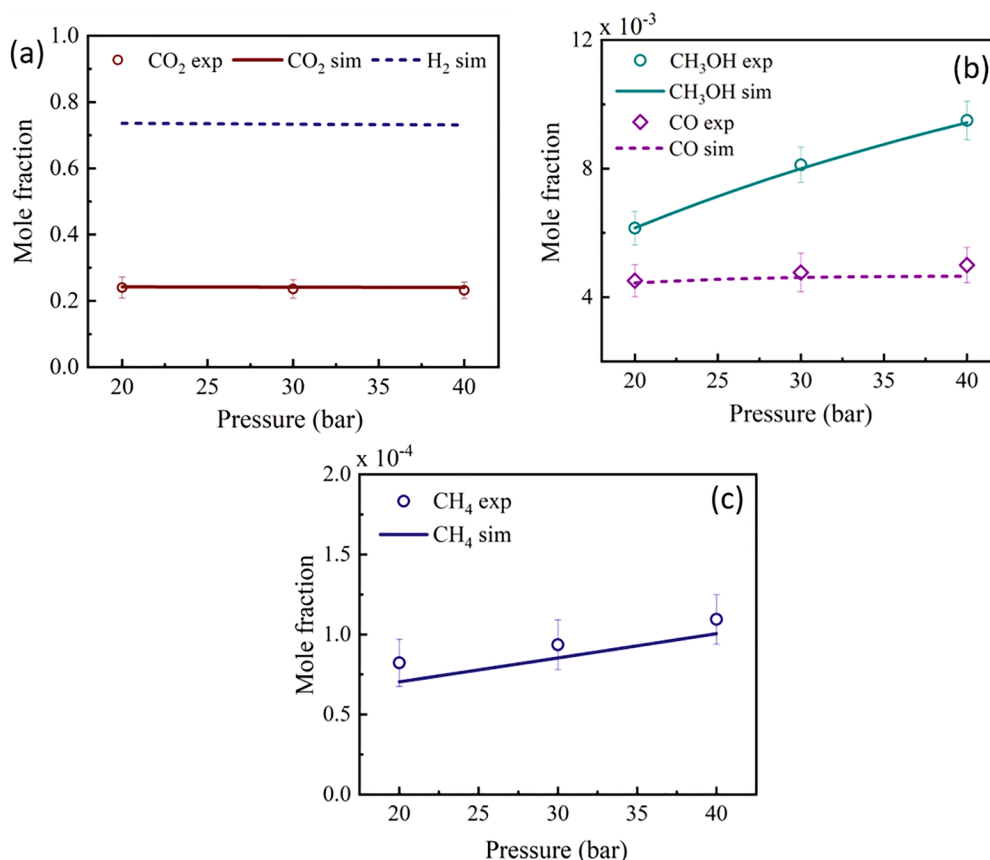 (a)
CO₂ exp CO₂ sim H₂ sim
1.0
0.8
0.6
0.4
0.2
0.0
Mole fraction
20 25 30 35 40
Pressure (bar)
x 10⁻³
(b)
CH₃OH exp
CH₃OH sim
CO exp
CO sim
12
8
4
Mole fraction
20 25 30 35 40
Pressure (bar)
x 10⁻⁴
(c)
CH₄ exp
CH₄ sim
2.0
1.5
1.0
0.5
0.0
Mole fraction
20 25 30 35 40
Pressure (bar)